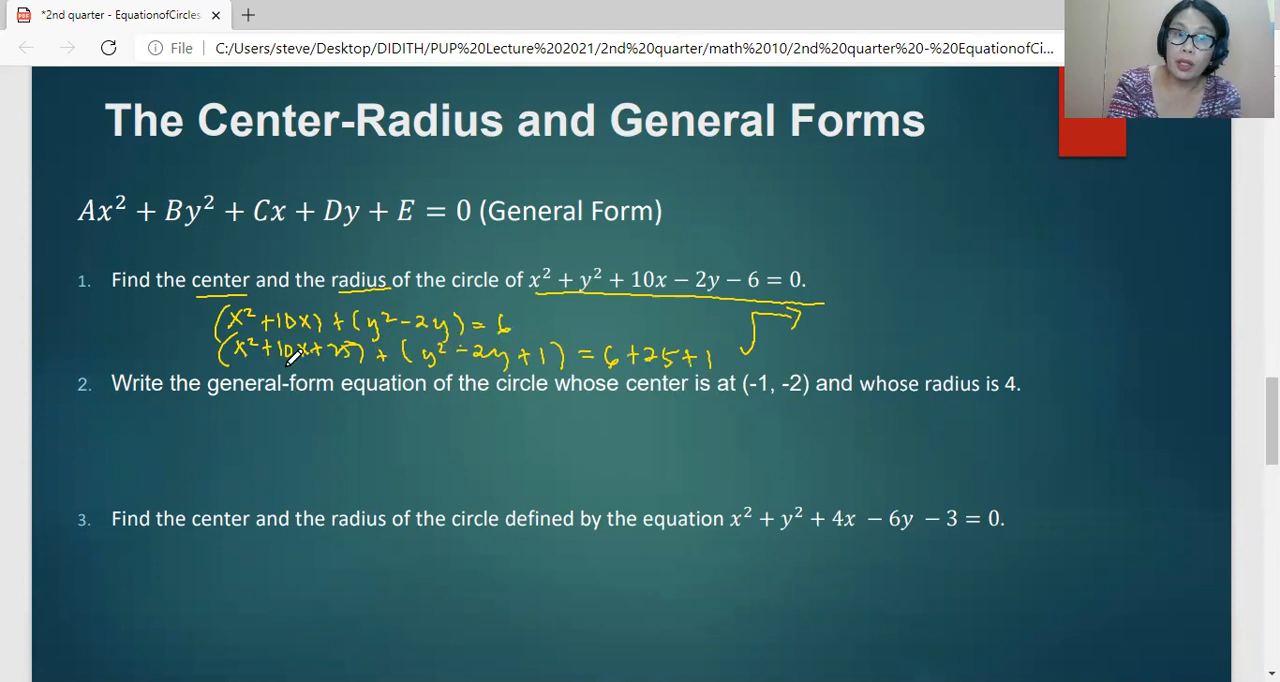 *2nd quarter - EquationofCircles
File
C:/Users/steve/Desktop/DIDITH/PUP%20Lecture%202021/2nd%20quarter/math%2010/2nd%20quarter%20-%20EquationofCi...
The Center-Radius and General Forms
Ax² + By² + Cx + Dy + E = 0 (General Form)
1. Find the center and the radius of the circle of x² + y² + 10x − 2y − 6 = 0.
(x² + 10x) + (y² − 2y) = 6
(x² + 10x + 25) + (y² − 2y + 1) = 6 + 25 + 1
2. Write the general-form equation of the circle whose center is at (-1, -2) and whose radius is 4.
3. Find the center and the radius of the circle defined by the equation x² + y² + 4x − 6y − 3 = 0.